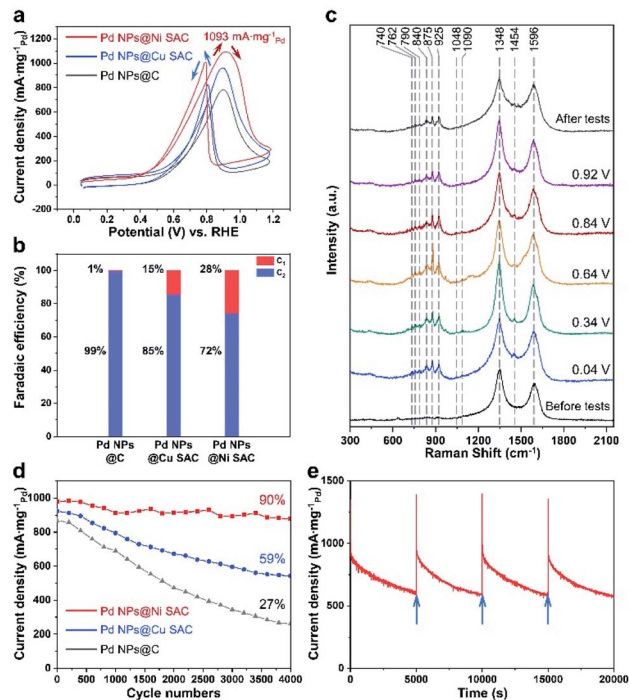 a
Pd NPs@Ni SAC
Pd NPs@Cu SAC
Pd NPs@C
1093 mA·mg⁻¹Pd
Current density (mA·mg⁻¹Pd)
1200
1000
800
600
400
200
0
-200
0.0 0.2 0.4 0.6 0.8 1.0 1.2
Potential (V) vs. RHE
b
C₁
C₂
Faradaic efficiency (%)
100
80
60
40
20
0
1% 15% 28%
99% 85% 72%
Pd NPs @C
Pd NPs @Cu SAC
Pd NPs @Ni SAC
c
740
762
790
840
875
925
1048
1090
1348
1454
1596
After tests
0.92 V
0.84 V
0.64 V
0.34 V
0.04 V
Before tests
Intensity (a.u.)
300 600 900 1200 1500 1800 2100
Raman Shift (cm⁻¹)
d
Current density (mA·mg⁻¹Pd)
1000
800
600
400
200
0
90%
59%
27%
Pd NPs@Ni SAC
Pd NPs@Cu SAC
Pd NPs@C
0 500 1000 1500 2000 2500 3000 3500 4000
Cycle numbers
e
Current density (mA·mg⁻¹Pd)
1500
1000
500
0
0 5000 10000 15000 20000
Time (s)